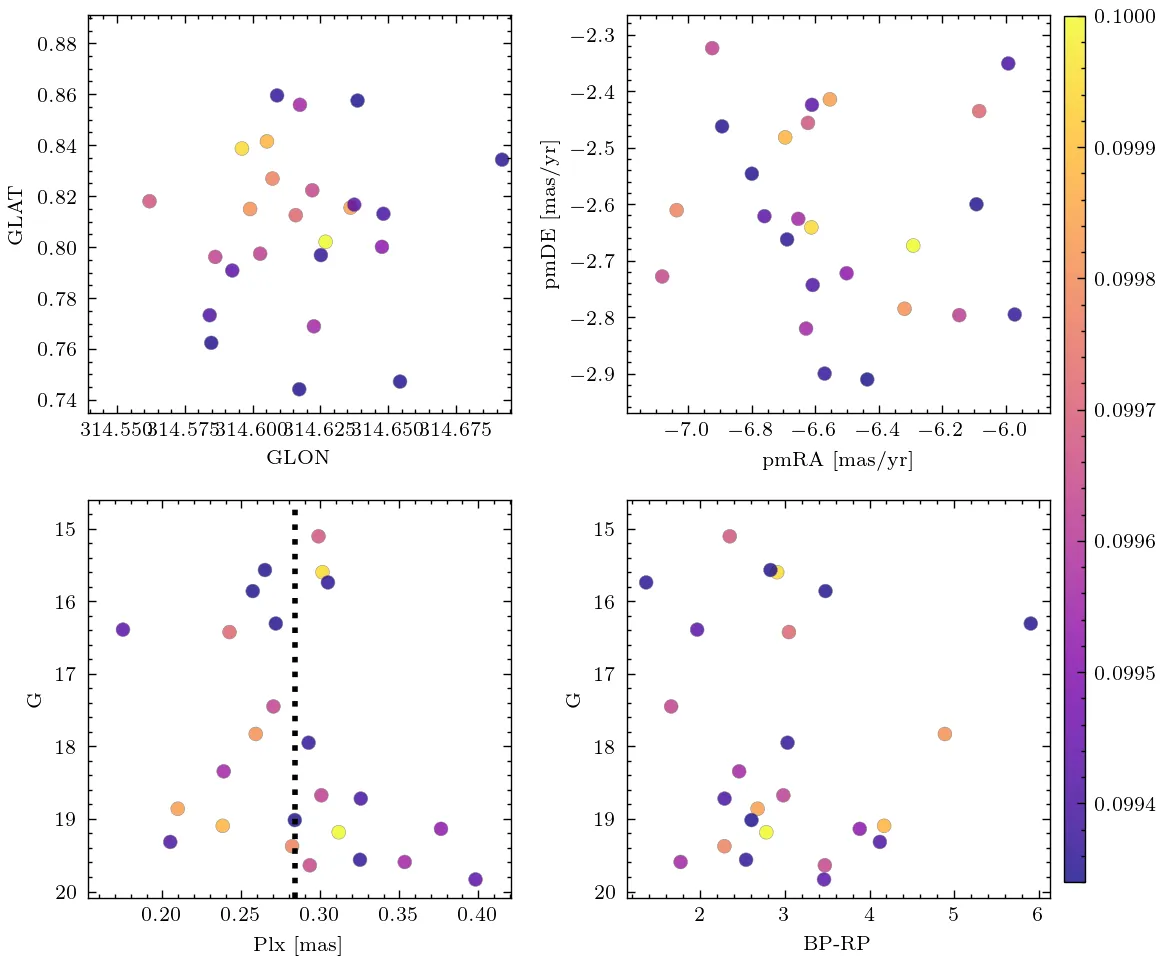 0.88
0.86
0.84
0.82
0.80
0.78
0.76
0.74
GLAT
314.550 314.575 314.600 314.625 314.650 314.675
GLON
−2.3
−2.4
−2.5
−2.6
−2.7
−2.8
−2.9
pmDE [mas/yr]
−7.0 −6.8 −6.6 −6.4 −6.2 −6.0
pmRA [mas/yr]
0.1000
0.0999
0.0998
0.0997
0.0996
0.0995
0.0994
15
16
17
18
19
20
G
0.20 0.25 0.30 0.35 0.40
Plx [mas]
15
16
17
18
19
20
G
2 3 4 5 6
BP-RP